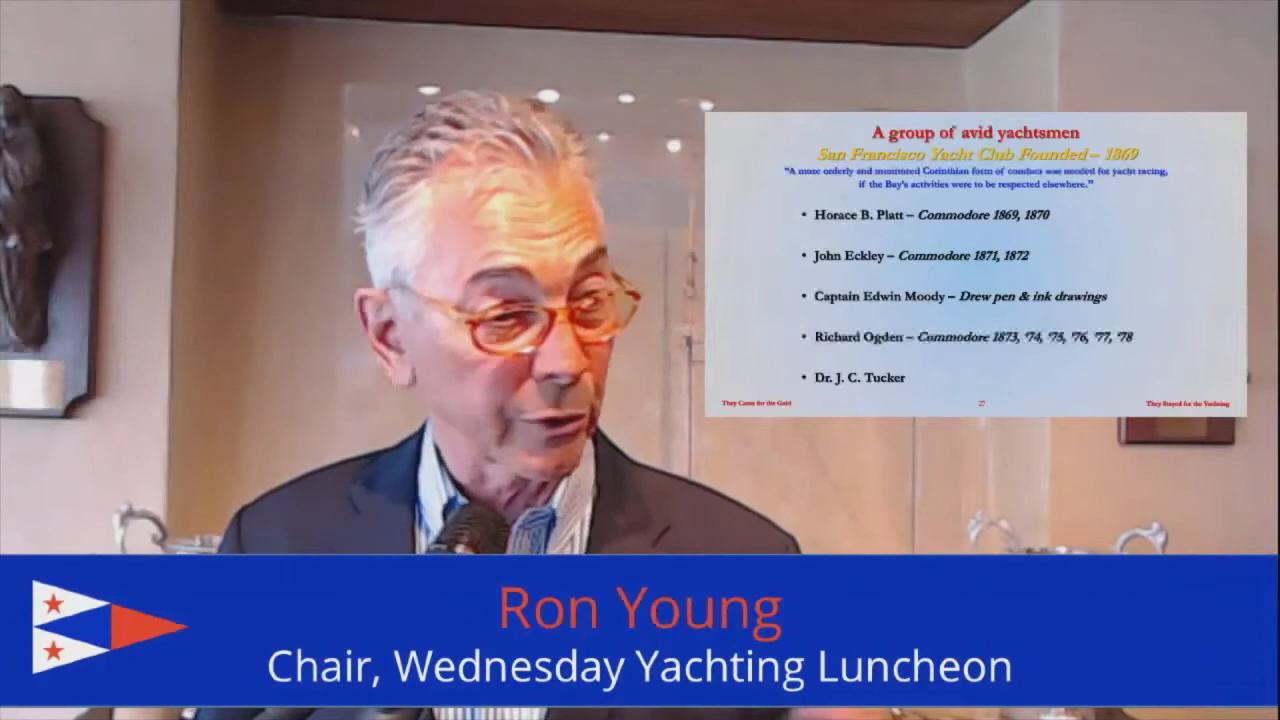 A group of avid yachtsmen
San Francisco Yacht Club Founded – 1869
"A more orderly and monitored Corinthian form of conduct was needed for yacht racing,
if the Bay's activities were to be respected elsewhere."
• Horace B. Platt – Commodore 1869, 1870
• John Eckley – Commodore 1871, 1872
• Captain Edwin Moody – Drew pen & ink drawings
• Richard Ogden – Commodore 1873, '74, '75, '76, '77, '78
• Dr. J. C. Tucker
They Came for the Gold 27 They Stayed for the Yachting
Ron Young
Chair, Wednesday Yachting Luncheon